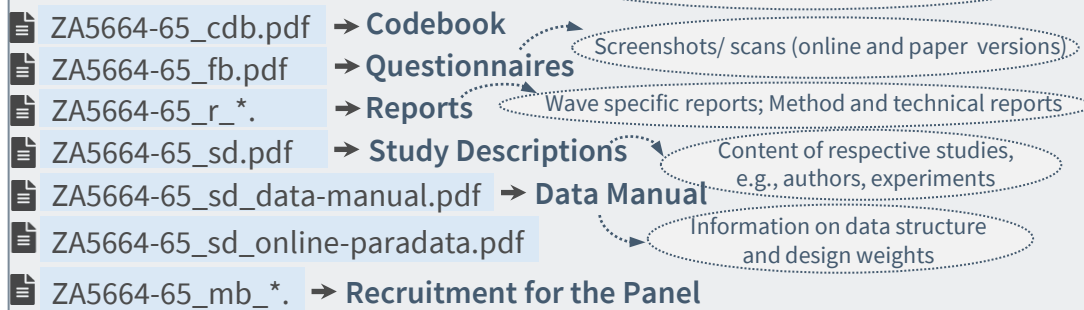 ZA5664-65_cdb.pdf → Codebook
Screenshots/ scans (online and paper versions)
ZA5664-65_fb.pdf → Questionnaires
ZA5664-65_r_*. → Reports
Wave specific reports; Method and technical reports
ZA5664-65_sd.pdf → Study Descriptions
Content of respective studies,
e.g., authors, experiments
ZA5664-65_sd_data-manual.pdf → Data Manual
Information on data structure
and design weights
ZA5664-65_sd_online-paradata.pdf
ZA5664-65_mb_*. → Recruitment for the Panel